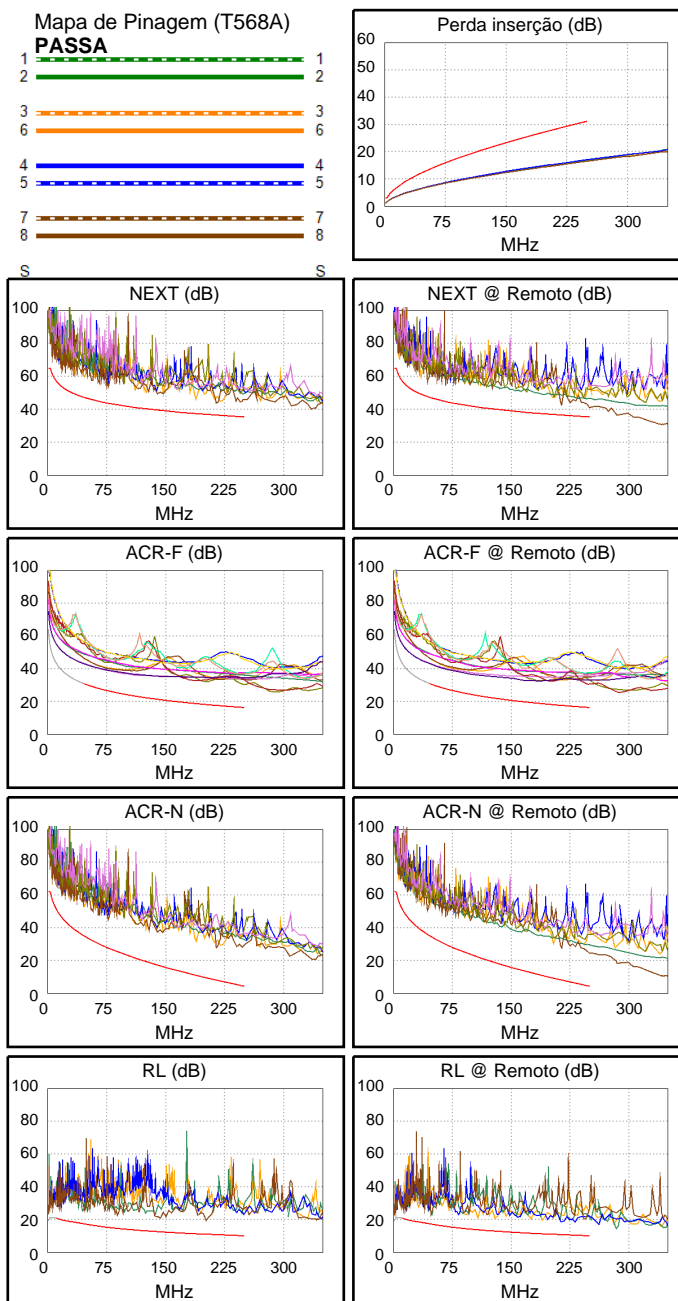 Mapa de Pinagem (T568A)
PASSA
1 1
2 2
3 3
6 6
4 4
5 5
7 7
8 8
S S
Perda inserção (dB)
60
50
40
30
20
10
0
0 75 150 225 300
MHz
NEXT (dB)
100
80
60
40
20
0
0 75 150 225 300
MHz
NEXT @ Remoto (dB)
100
80
60
40
20
0
0 75 150 225 300
MHz
ACR-F (dB)
100
80
60
40
20
0
0 75 150 225 300
MHz
ACR-F @ Remoto (dB)
100
80
60
40
20
0
0 75 150 225 300
MHz
ACR-N (dB)
100
80
60
40
20
0
0 75 150 225 300
MHz
ACR-N @ Remoto (dB)
100
80
60
40
20
0
0 75 150 225 300
MHz
RL (dB)
100
80
60
40
20
0
0 75 150 225 300
MHz
RL @ Remoto (dB)
100
80
60
40
20
0
0 75 150 225 300
MHz